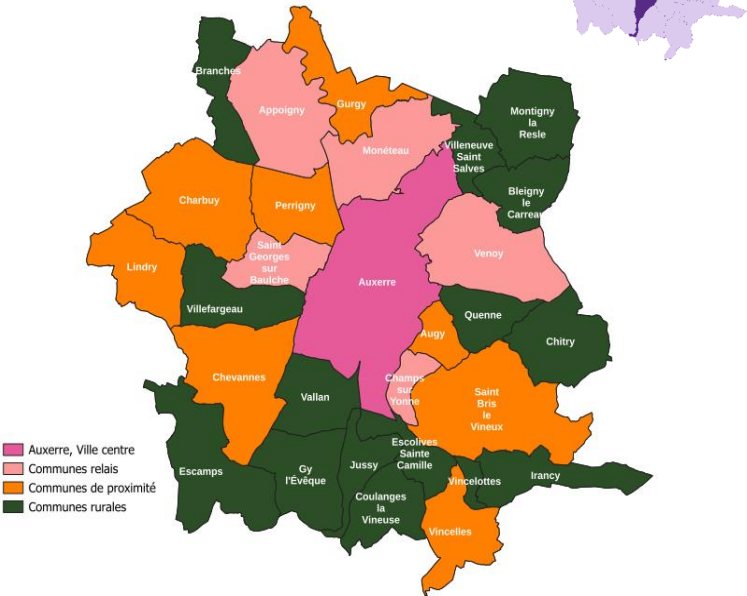 Branches
Appoigny
Gurgy
Montigny
la
Resle
Monéteau
Villeneuve
Saint
Salves
Bleigny
le
Carreau
Charbuy
Perrigny
Saint
Georges
sur
Baulche
Venoy
Lindry
Auxerre
Villefargeau
Quenne
Augy
Chitry
Chevannes
Champs
sur
Yonne
Vallan
Saint
Bris
le
Vineux
Auxerre, Ville centre
Communes relais
Communes de proximité
Communes rurales
Escamps
Gy
l'Évêque
Jussy
Escolives
Sainte
Camille
Coulanges
la
Vineuse
Vincelottes
Irancy
Vincelles